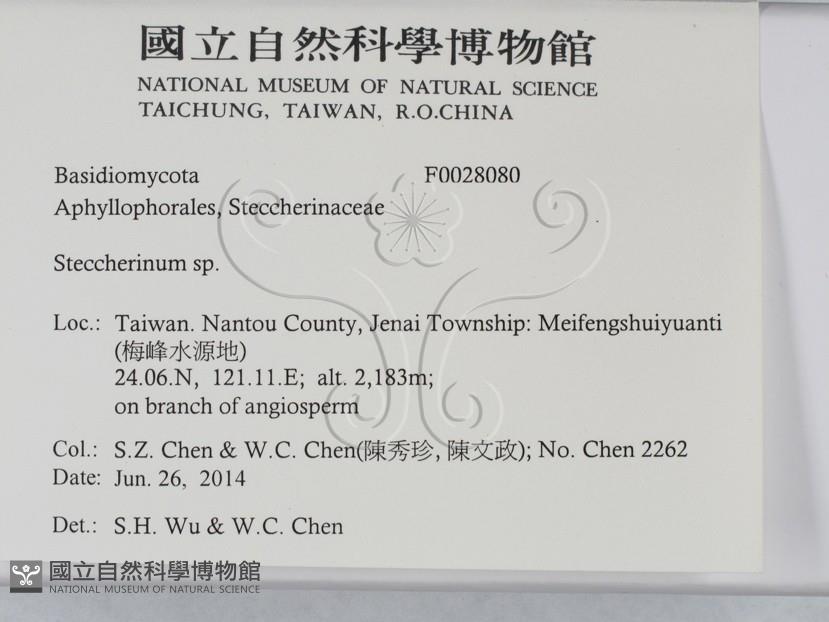 國立自然科學博物館
NATIONAL MUSEUM OF NATURAL SCIENCE
TAICHUNG, TAIWAN, R.O.CHINA
Basidiomycota F0028080
Aphyllophorales, Steccherinaceae
Steccherinum sp.
Loc.: Taiwan. Nantou County, Jenai Township: Meifengshuiyuanti
(梅峰水源地)
24.06.N, 121.11.E; alt. 2,183m;
on branch of angiosperm
Col.: S.Z. Chen & W.C. Chen(陳秀珍, 陳文政); No. Chen 2262
Date: Jun. 26, 2014
Det.: S.H. Wu & W.C. Chen
國立自然科學博物館
NATIONAL MUSEUM OF NATURAL SCIENCE